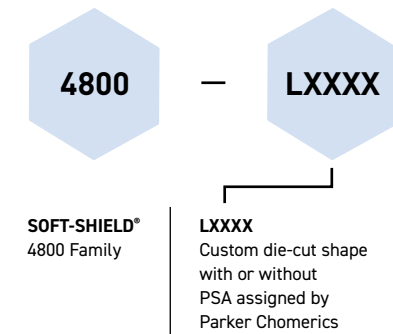 4800 — LXXXX
SOFT-SHIELD®
4800 Family
LXXXX
Custom die-cut shape
with or without
PSA assigned by
Parker Chomerics